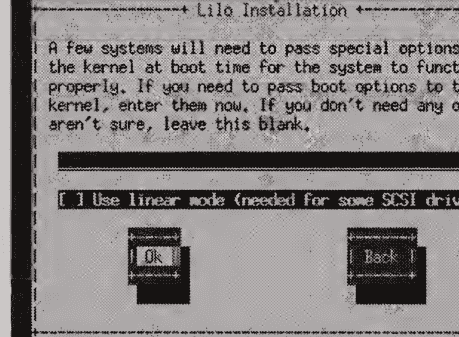 Lilo Installation
A few systems will need to pass special options
the kernel at boot time for the system to funct
properly. If you need to pass boot options to t
kernel, enter them now. If you don't need any o
aren't sure, leave this blank.
[ ] Use linear mode (needed for some SCSI driv
Ok
Back